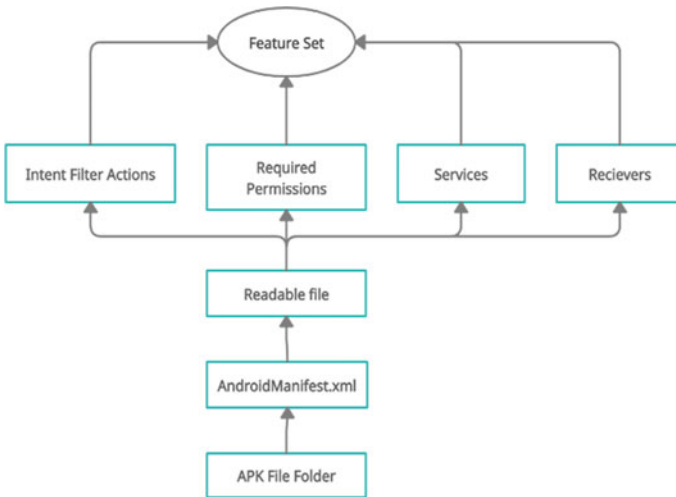 Feature Set
Intent Filter Actions
Required
Permissions
Services
Recievers
Readable file
AndroidManifest.xml
APK File Folder